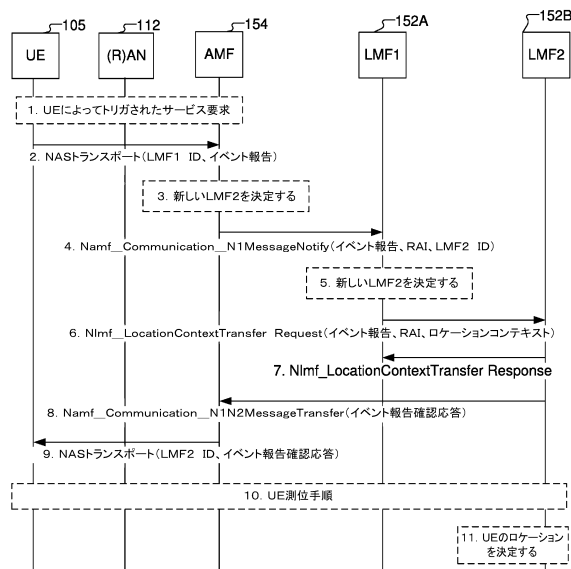 105
112
154
152A
152B
UE
(R)AN
AMF
LMF1
LMF2
1. UEによってトリガされたサービス要求
2. NASトランスポート(LMF1 ID、イベント報告)
3. 新しいLMF2を決定する
4. Namf＿Communication＿N1MessageNotify(イベント報告、RAI、LMF2 ID)
5. 新しいLMF2を決定する
6. Nlmf＿LocationContextTransfer Request(イベント報告、RAI、ロケーションコンテキスト)
7. Nlmf_LocationContextTransfer Response
8. Namf＿Communication＿N1N2MessageTransfer(イベント報告確認応答)
9. NASトランスポート(LMF2 ID、イベント報告確認応答)
10. UE測位手順
11. UEのロケーション
を決定する